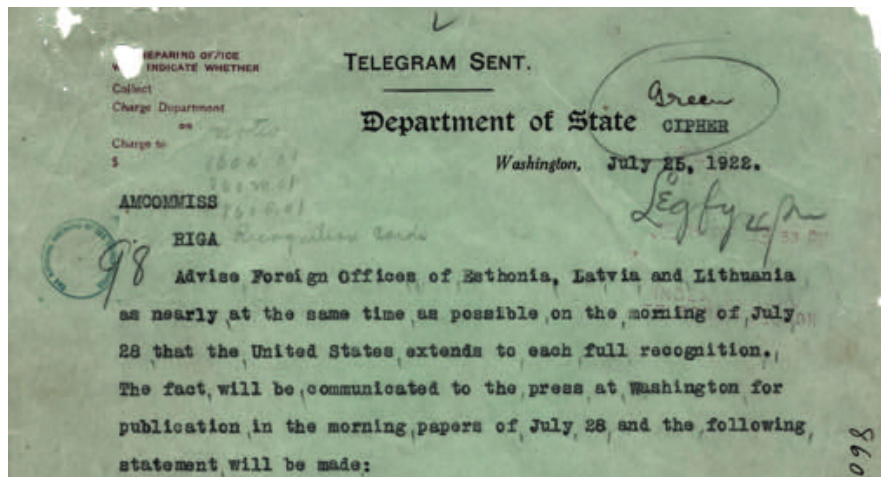 TELEGRAM SENT.
PREPARING OFFICE
WILL INDICATE WHETHER
Collect
Charge Department
OR
Charge to
$
Green
Department of State CIPHER
Washington, July 25, 1922.
AMCOMMISS
RIGA
98
Advise Foreign Offices of Esthonia, Latvia and Lithuania
as nearly at the same time as possible on the morning of July
28 that the United States extends to each full recognition.
The fact will be communicated to the press at Washington for
publication in the morning papers of July 28 and the following
statement will be made:
098